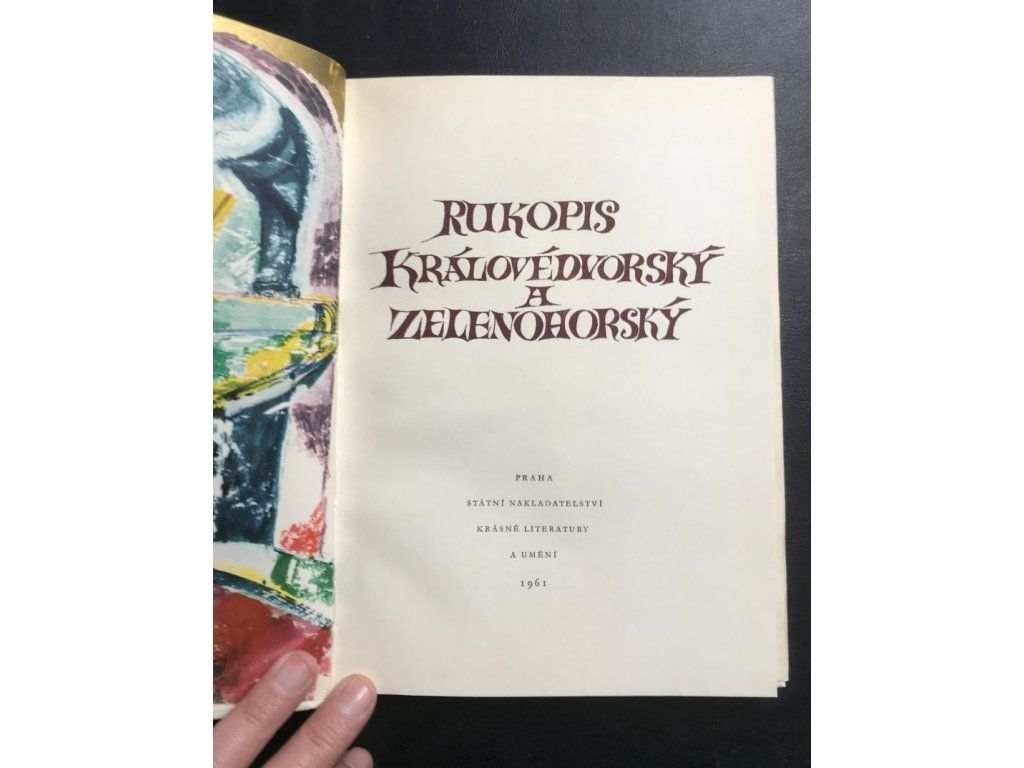 RUKOPIS
KRÁLOVÉDVORSKÝ
A
ZELENOHORSKÝ
PRAHA
STÁTNÍ NAKLADATELSTVÍ
KRÁSNÉ LITERATURY
A UMĚNÍ
1961